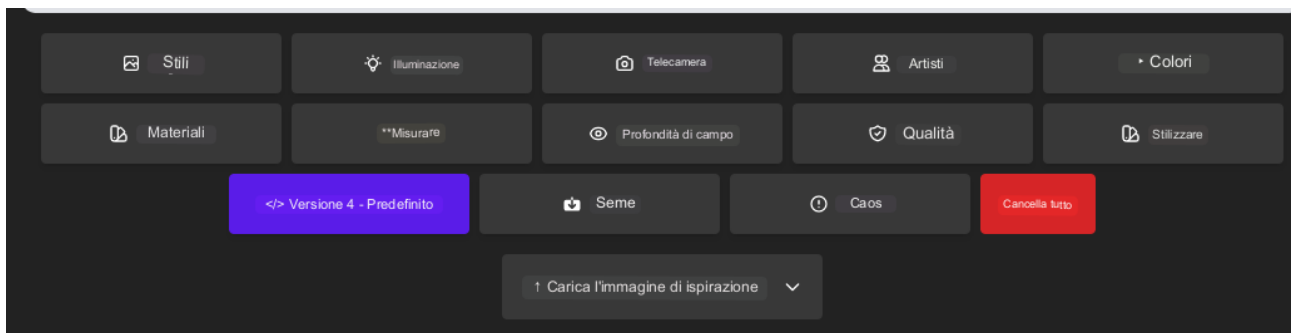 Stili
Illuminazione
Telecamera
Artisti
Colori
Materiali
**Misurare
Profondità di campo
Qualità
Stilizzare
</> Versione 4 - Predefinito
Seme
Caos
Cancella tutto
↑ Carica l'immagine di ispirazione